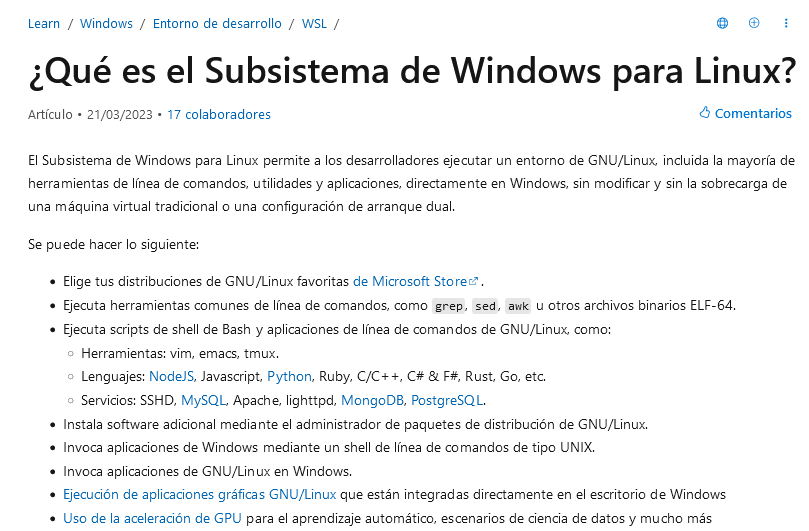 Learn / Windows / Entorno de desarrollo / WSL /
¿Qué es el Subsistema de Windows para Linux?
Artículo • 21/03/2023 • 17 colaboradores
Comentarios
El Subsistema de Windows para Linux permite a los desarrolladores ejecutar un entorno de GNU/Linux, incluida la mayoría de
herramientas de línea de comandos, utilidades y aplicaciones, directamente en Windows, sin modificar y sin la sobrecarga de
una máquina virtual tradicional o una configuración de arranque dual.
Se puede hacer lo siguiente:
• Elige tus distribuciones de GNU/Linux favoritas de Microsoft Store.
• Ejecuta herramientas comunes de línea de comandos, como grep, sed, awk u otros archivos binarios ELF-64.
• Ejecuta scripts de shell de Bash y aplicaciones de línea de comandos de GNU/Linux, como:
○ Herramientas: vim, emacs, tmux.
○ Lenguajes: NodeJS, Javascript, Python, Ruby, C/C++, C# & F#, Rust, Go, etc.
○ Servicios: SSHD, MySQL, Apache, lighttpd, MongoDB, PostgreSQL.
• Instala software adicional mediante el administrador de paquetes de distribución de GNU/Linux.
• Invoca aplicaciones de Windows mediante un shell de línea de comandos de tipo UNIX.
• Invoca aplicaciones de GNU/Linux en Windows.
• Ejecución de aplicaciones gráficas GNU/Linux que están integradas directamente en el escritorio de Windows
• Uso de la aceleración de GPU para el aprendizaje automático, escenarios de ciencia de datos y mucho más